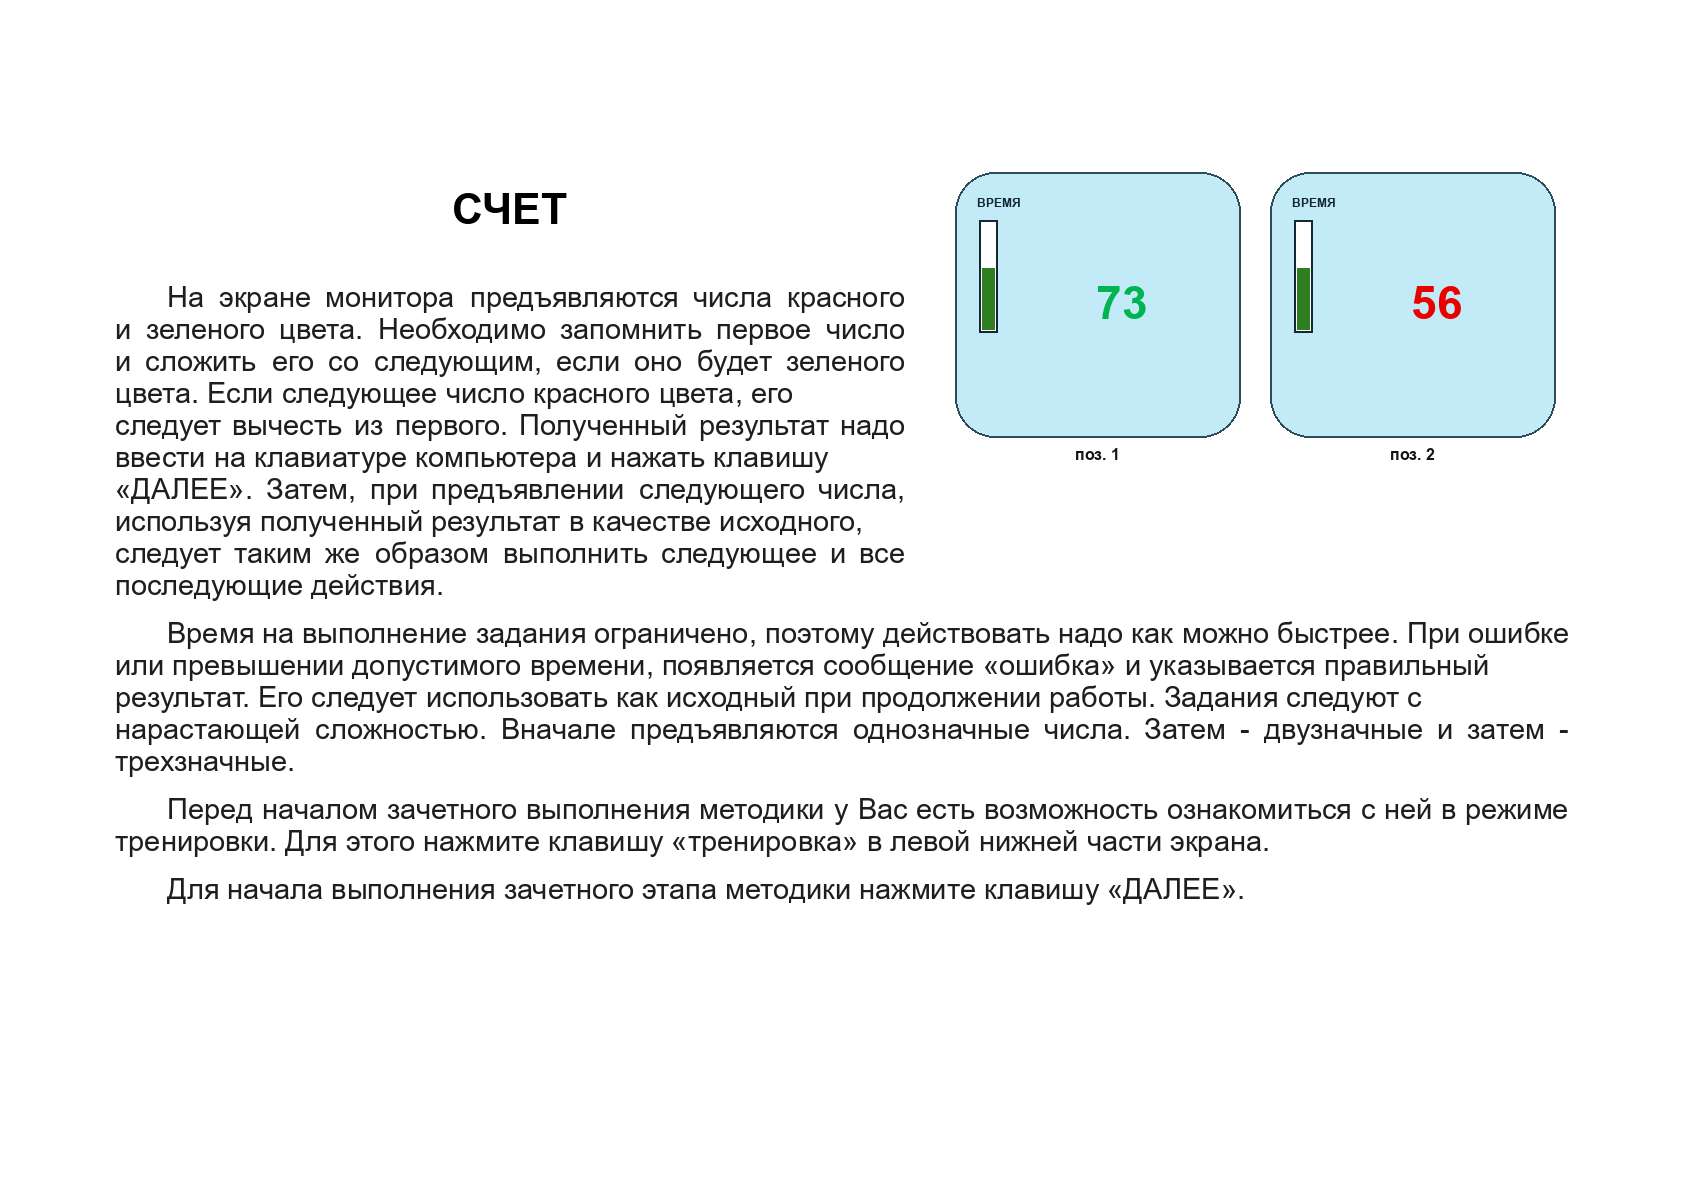 СЧЕТ
На экране монитора предъявляются числа красного
и зеленого цвета. Необходимо запомнить первое число
и сложить его со следующим, если оно будет зеленого
цвета. Если следующее число красного цвета, его
следует вычесть из первого. Полученный результат надо
ввести на клавиатуре компьютера и нажать клавишу
«ДАЛЕЕ». Затем, при предъявлении следующего числа,
используя полученный результат в качестве исходного,
следует таким же образом выполнить следующее и все
последующие действия.
ВРЕМЯ
73
поз. 1
ВРЕМЯ
56
поз. 2
Время на выполнение задания ограничено, поэтому действовать надо как можно быстрее. При ошибке
или превышении допустимого времени, появляется сообщение «ошибка» и указывается правильный
результат. Его следует использовать как исходный при продолжении работы. Задания следуют с
нарастающей сложностью. Вначале предъявляются однозначные числа. Затем - двузначные и затем -
трехзначные.
Перед началом зачетного выполнения методики у Вас есть возможность ознакомиться с ней в режиме
тренировки. Для этого нажмите клавишу «тренировка» в левой нижней части экрана.
Для начала выполнения зачетного этапа методики нажмите клавишу «ДАЛЕЕ».